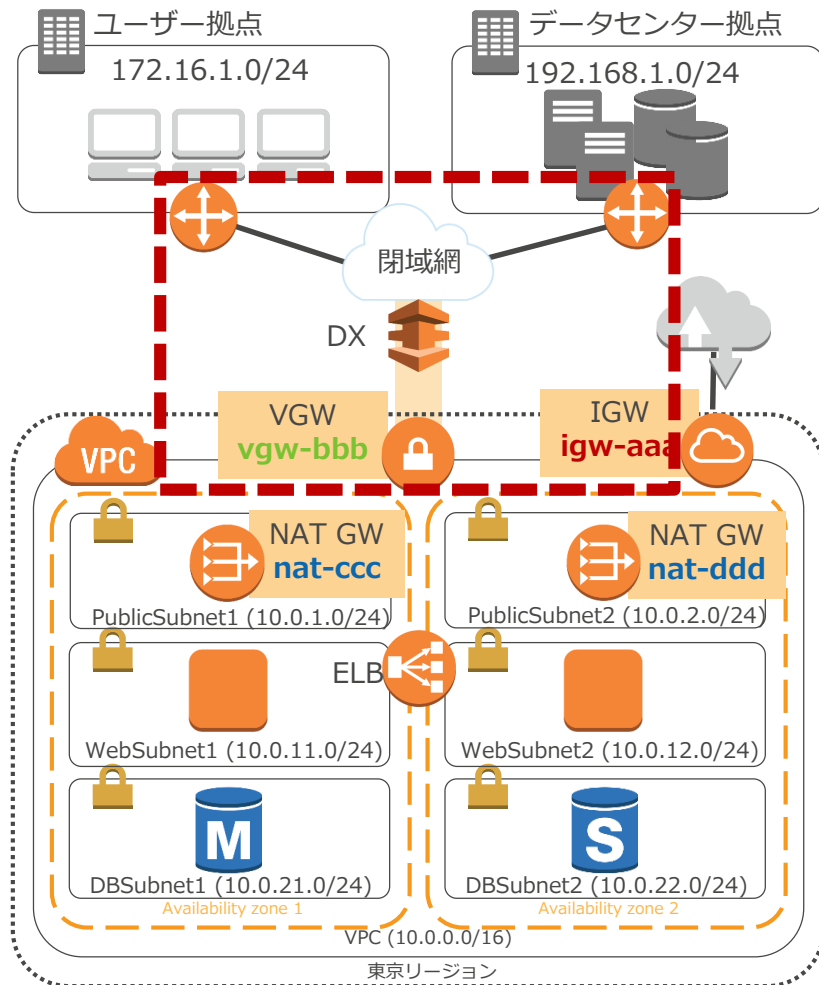 ユーザー拠点
172.16.1.0/24
データセンター拠点
192.168.1.0/24
閉域網
DX
VGW
vgw-bbb
IGW
igw-aaa
VPC
NAT GW
nat-ccc
PublicSubnet1 (10.0.1.0/24)
NAT GW
nat-ddd
PublicSubnet2 (10.0.2.0/24)
ELB
WebSubnet1 (10.0.11.0/24)
WebSubnet2 (10.0.12.0/24)
M
DBSubnet1 (10.0.21.0/24)
S
DBSubnet2 (10.0.22.0/24)
Availability zone 1
Availability zone 2
VPC (10.0.0.0/16)
東京リージョン